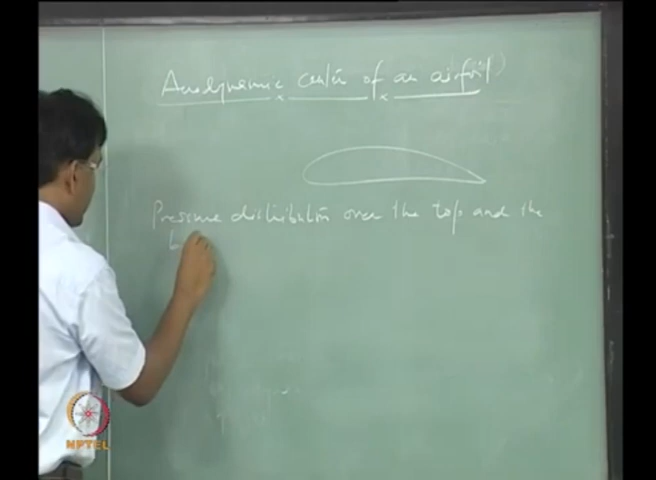 Aerodynamic center of an airfoil
Pressure distribution over the top and the
NPTEL